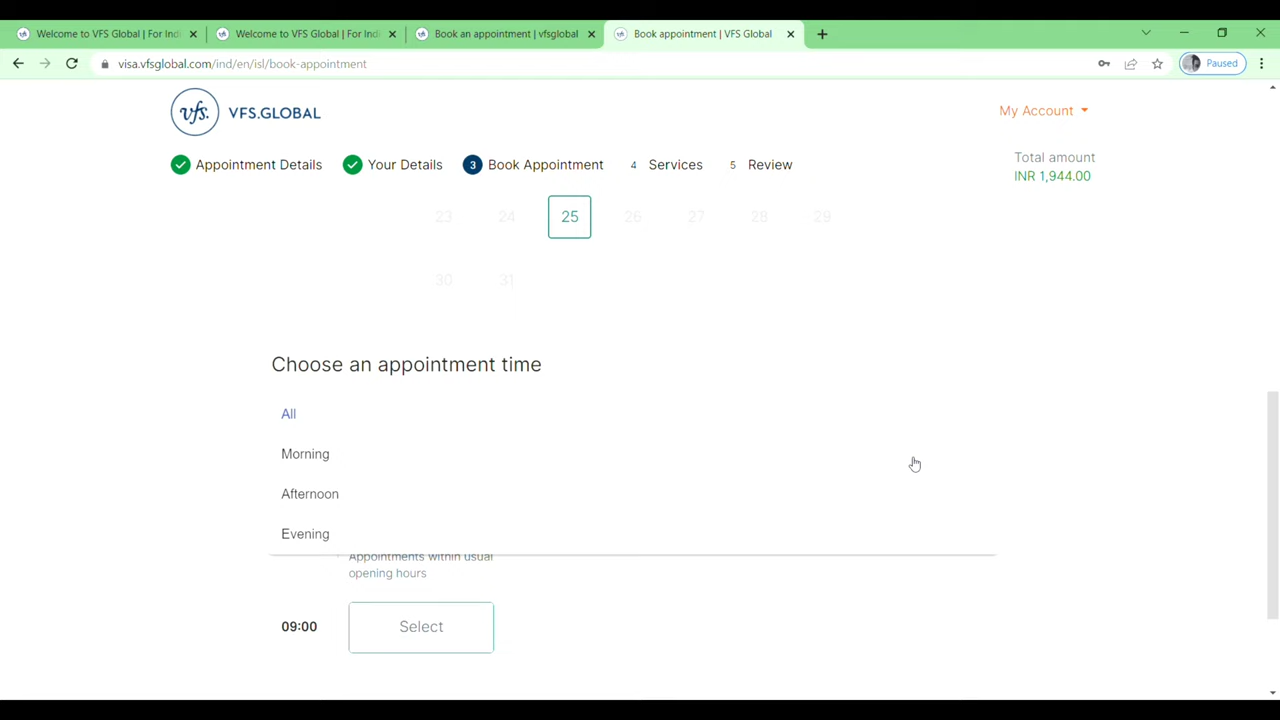 Welcome to VFS Global | For Indi
Welcome to VFS Global | For Indi
Book an appointment | vfsglobal
Book appointment | VFS Global
visa.vfsglobal.com/ind/en/isl/book-appointment
Paused
vfs.
VFS.GLOBAL
My Account
Appointment Details
Your Details
3 Book Appointment
4 Services
5 Review
Total amount
INR 1,944.00
23 24 25 26 27 28 29
30 31
Choose an appointment time
All
Morning
Afternoon
Evening
Appointments within usual
opening hours
09:00 Select